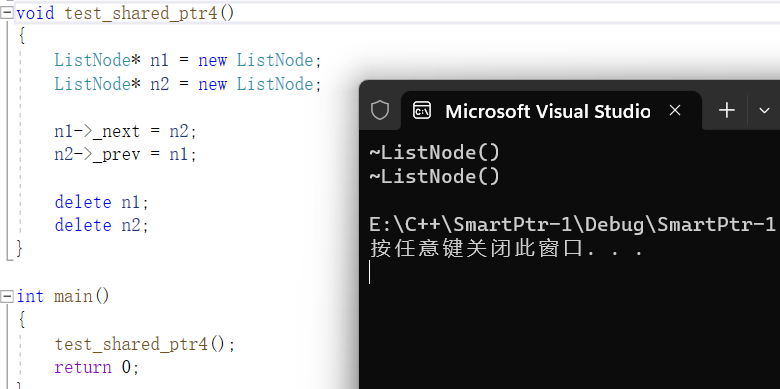 void test_shared_ptr4()
{
ListNode* n1 = new ListNode;
ListNode* n2 = new ListNode;
n1->_next = n2;
n2->_prev = n1;
delete n1;
delete n2;
}
int main()
{
test_shared_ptr4();
return 0;
Microsoft Visual Studio
~ListNode()
~ListNode()
E:\C++\SmartPtr-1\Debug\SmartPtr-1
按任意键关闭此窗口. . .